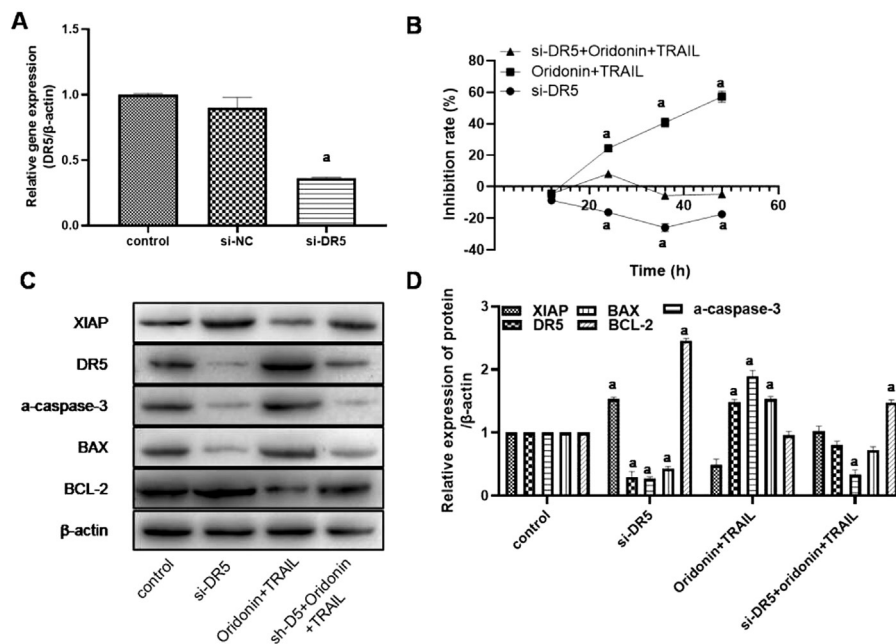 A
Relative gene expression
(DR5/β-actin)
1.5
1.0
0.5
0.0
a
control
si-NC
si-DR5
B
si-DR5+Oridonin+TRAIL
Oridonin+TRAIL
si-DR5
Inhibition rate (%)
80
60
40
20
0
-20
-40
20
40
60
a
a
a
a
a
a
Time (h)
C
XIAP
DR5
a-caspase-3
BAX
BCL-2
β-actin
control
si-DR5
Oridonin+TRAIL
sh-D5+Oridonin
+TRAIL
D
XIAP
BAX
a-caspase-3
DR5
BCL-2
Relative expression of protein
/β-actin
3
2
1
0
a
a
a
a
a
a
a
a
a
a
control
si-DR5
Oridonin+TRAIL
si-DR5+oridonin+TRAIL